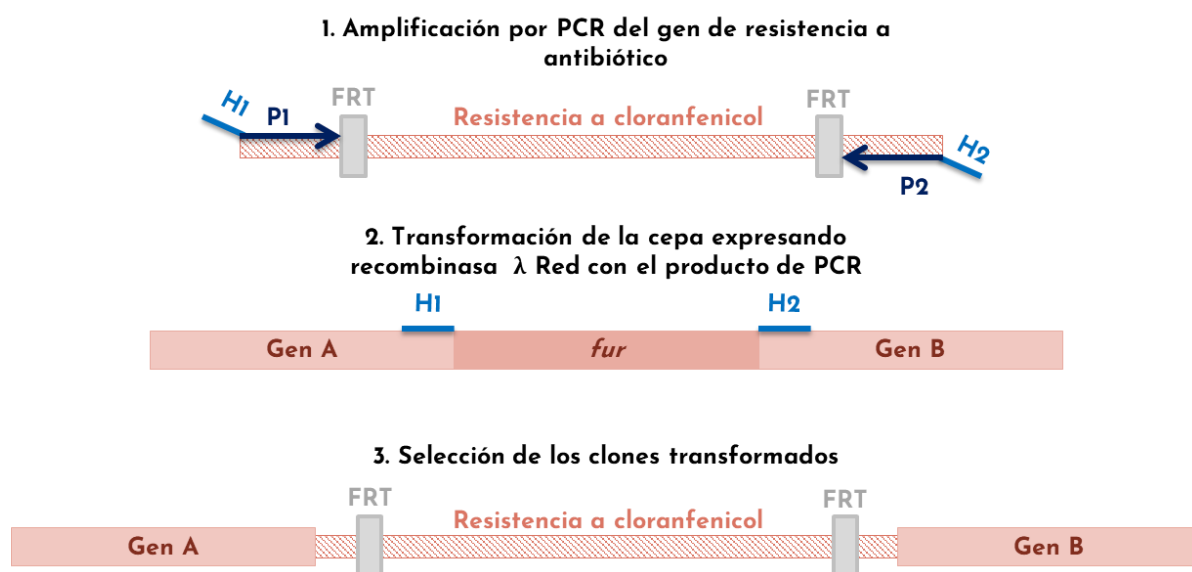 1. Amplificación por PCR del gen de resistencia a
antibiótico
H1
P1
FRT
Resistencia a cloranfenicol
FRT
H2
P2
2. Transformación de la cepa expresando
recombinasa λ Red con el producto de PCR
H1
H2
Gen A
fur
Gen B
3. Selección de los clones transformados
FRT
FRT
Resistencia a cloranfenicol
Gen A
Gen B